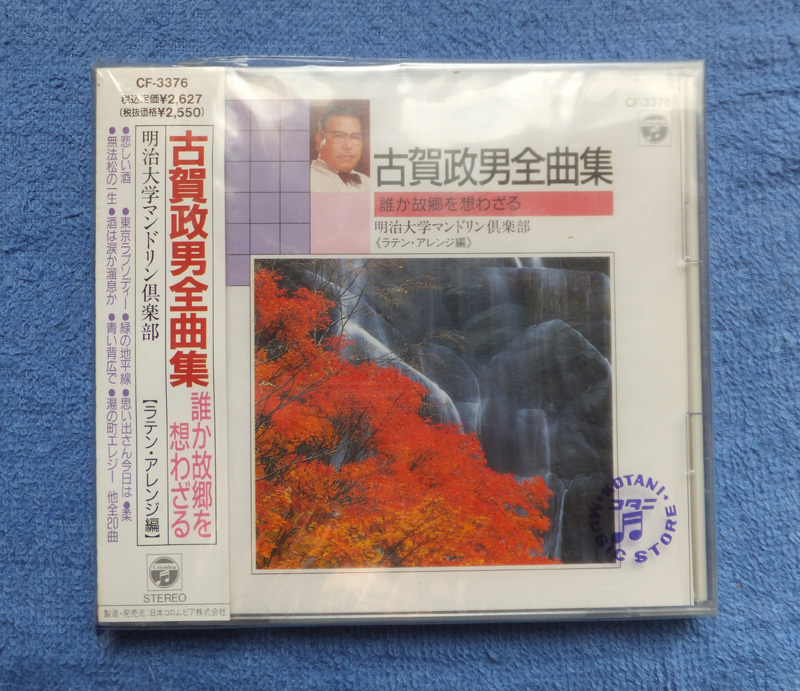 CF-3376
税込定価¥2,627
(税抜価格¥2,550)
古賀政男全曲集
誰か故郷を
想わざる
明治大学マンドリン倶楽部
【ラテン・アレンジ編】
●悲しい酒 ●東京ラプソディー ●緑の地平線 ●思い出さん今日は ●柔
●無法松の一生 ●酒は涙か溜息か ●青い背広で ●湯の町エレジー 他全20曲
Columbia
STEREO
製造・発売元:日本コロムビア株式会社
CF-3376
古賀政男全曲集
誰か故郷を想わざる
明治大学マンドリン倶楽部
《ラテン・アレンジ編》
KOTANI
コタニ
MUSIC STORE